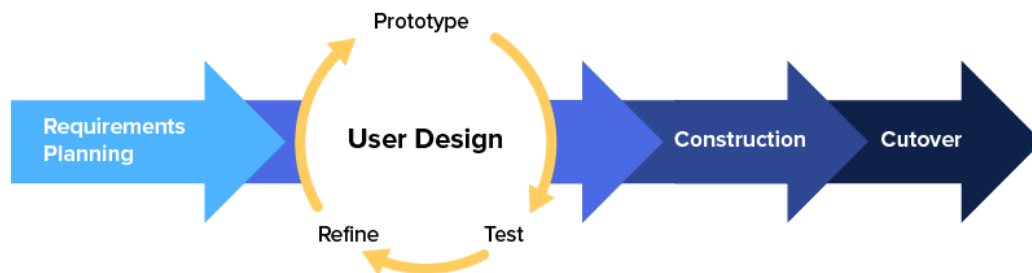 Prototype
Requirements
Planning
User Design
Construction
Cutover
Refine
Test